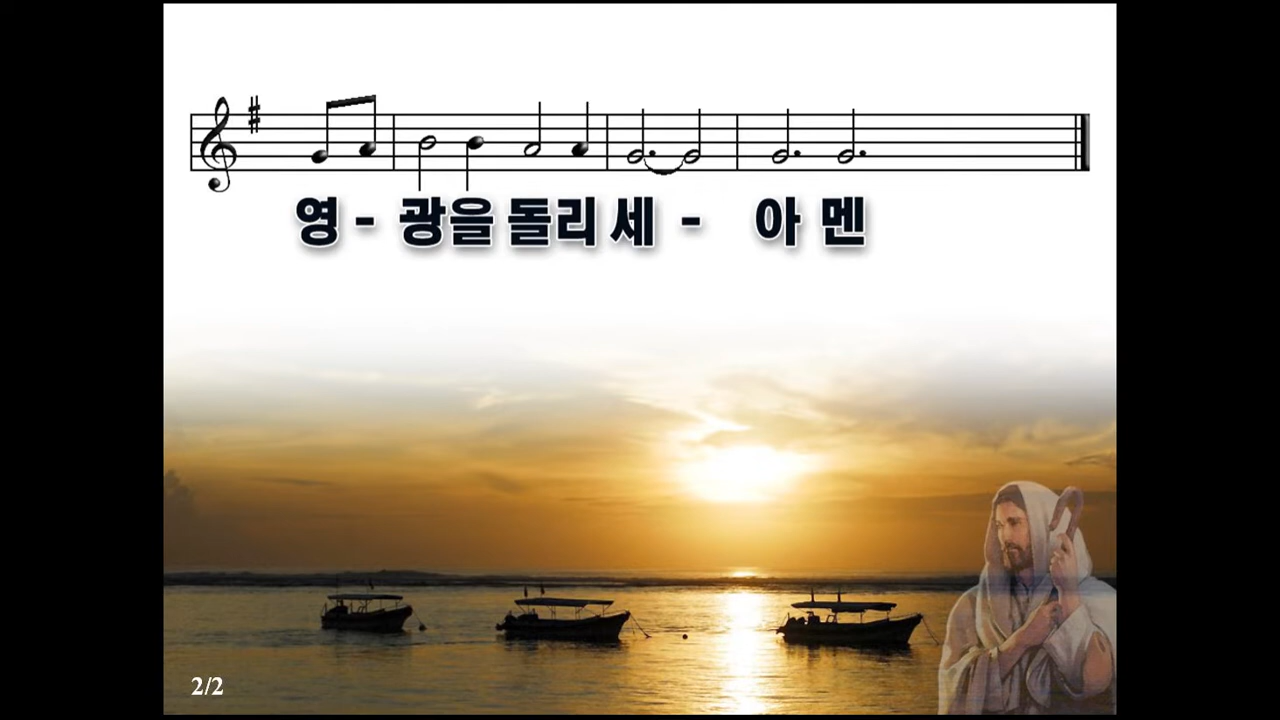 영 - 광을 돌리 세 - 아 멘
2/2